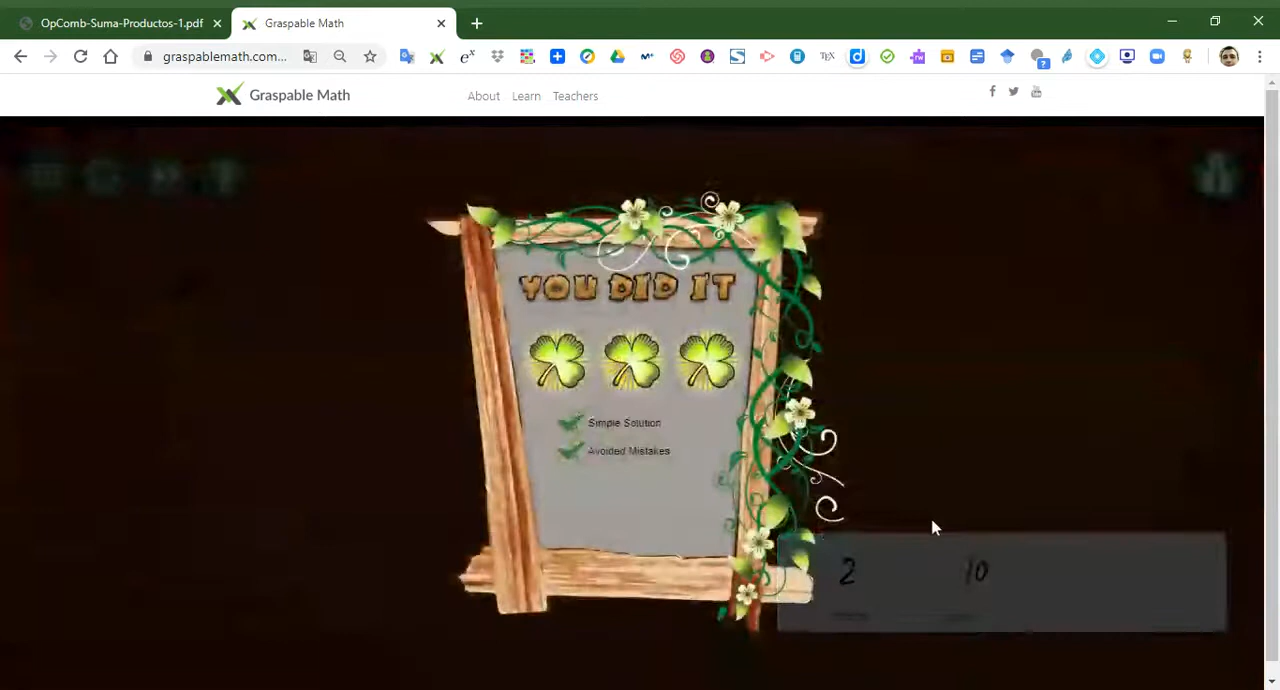 OpComb-Suma-Productos-1.pdf
Graspable Math
graspablemath.com...
Graspable Math
About Learn Teachers
YOU DID IT
Simple Solution
Avoided Mistakes
2 10